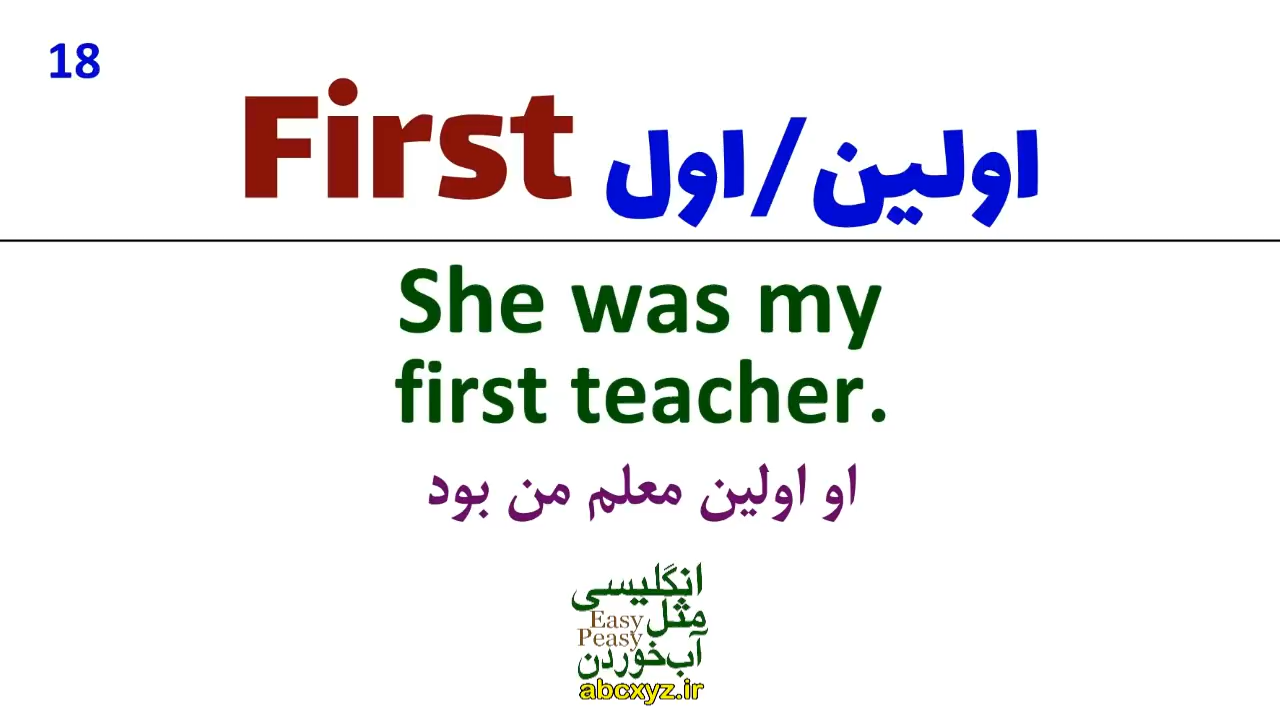 18
First اولین/اول
She was my
first teacher.
او اولین معلم من بود
انگلیسی
مثل
Easy
Peasy
آب‌خوردن
abcxyz.ir